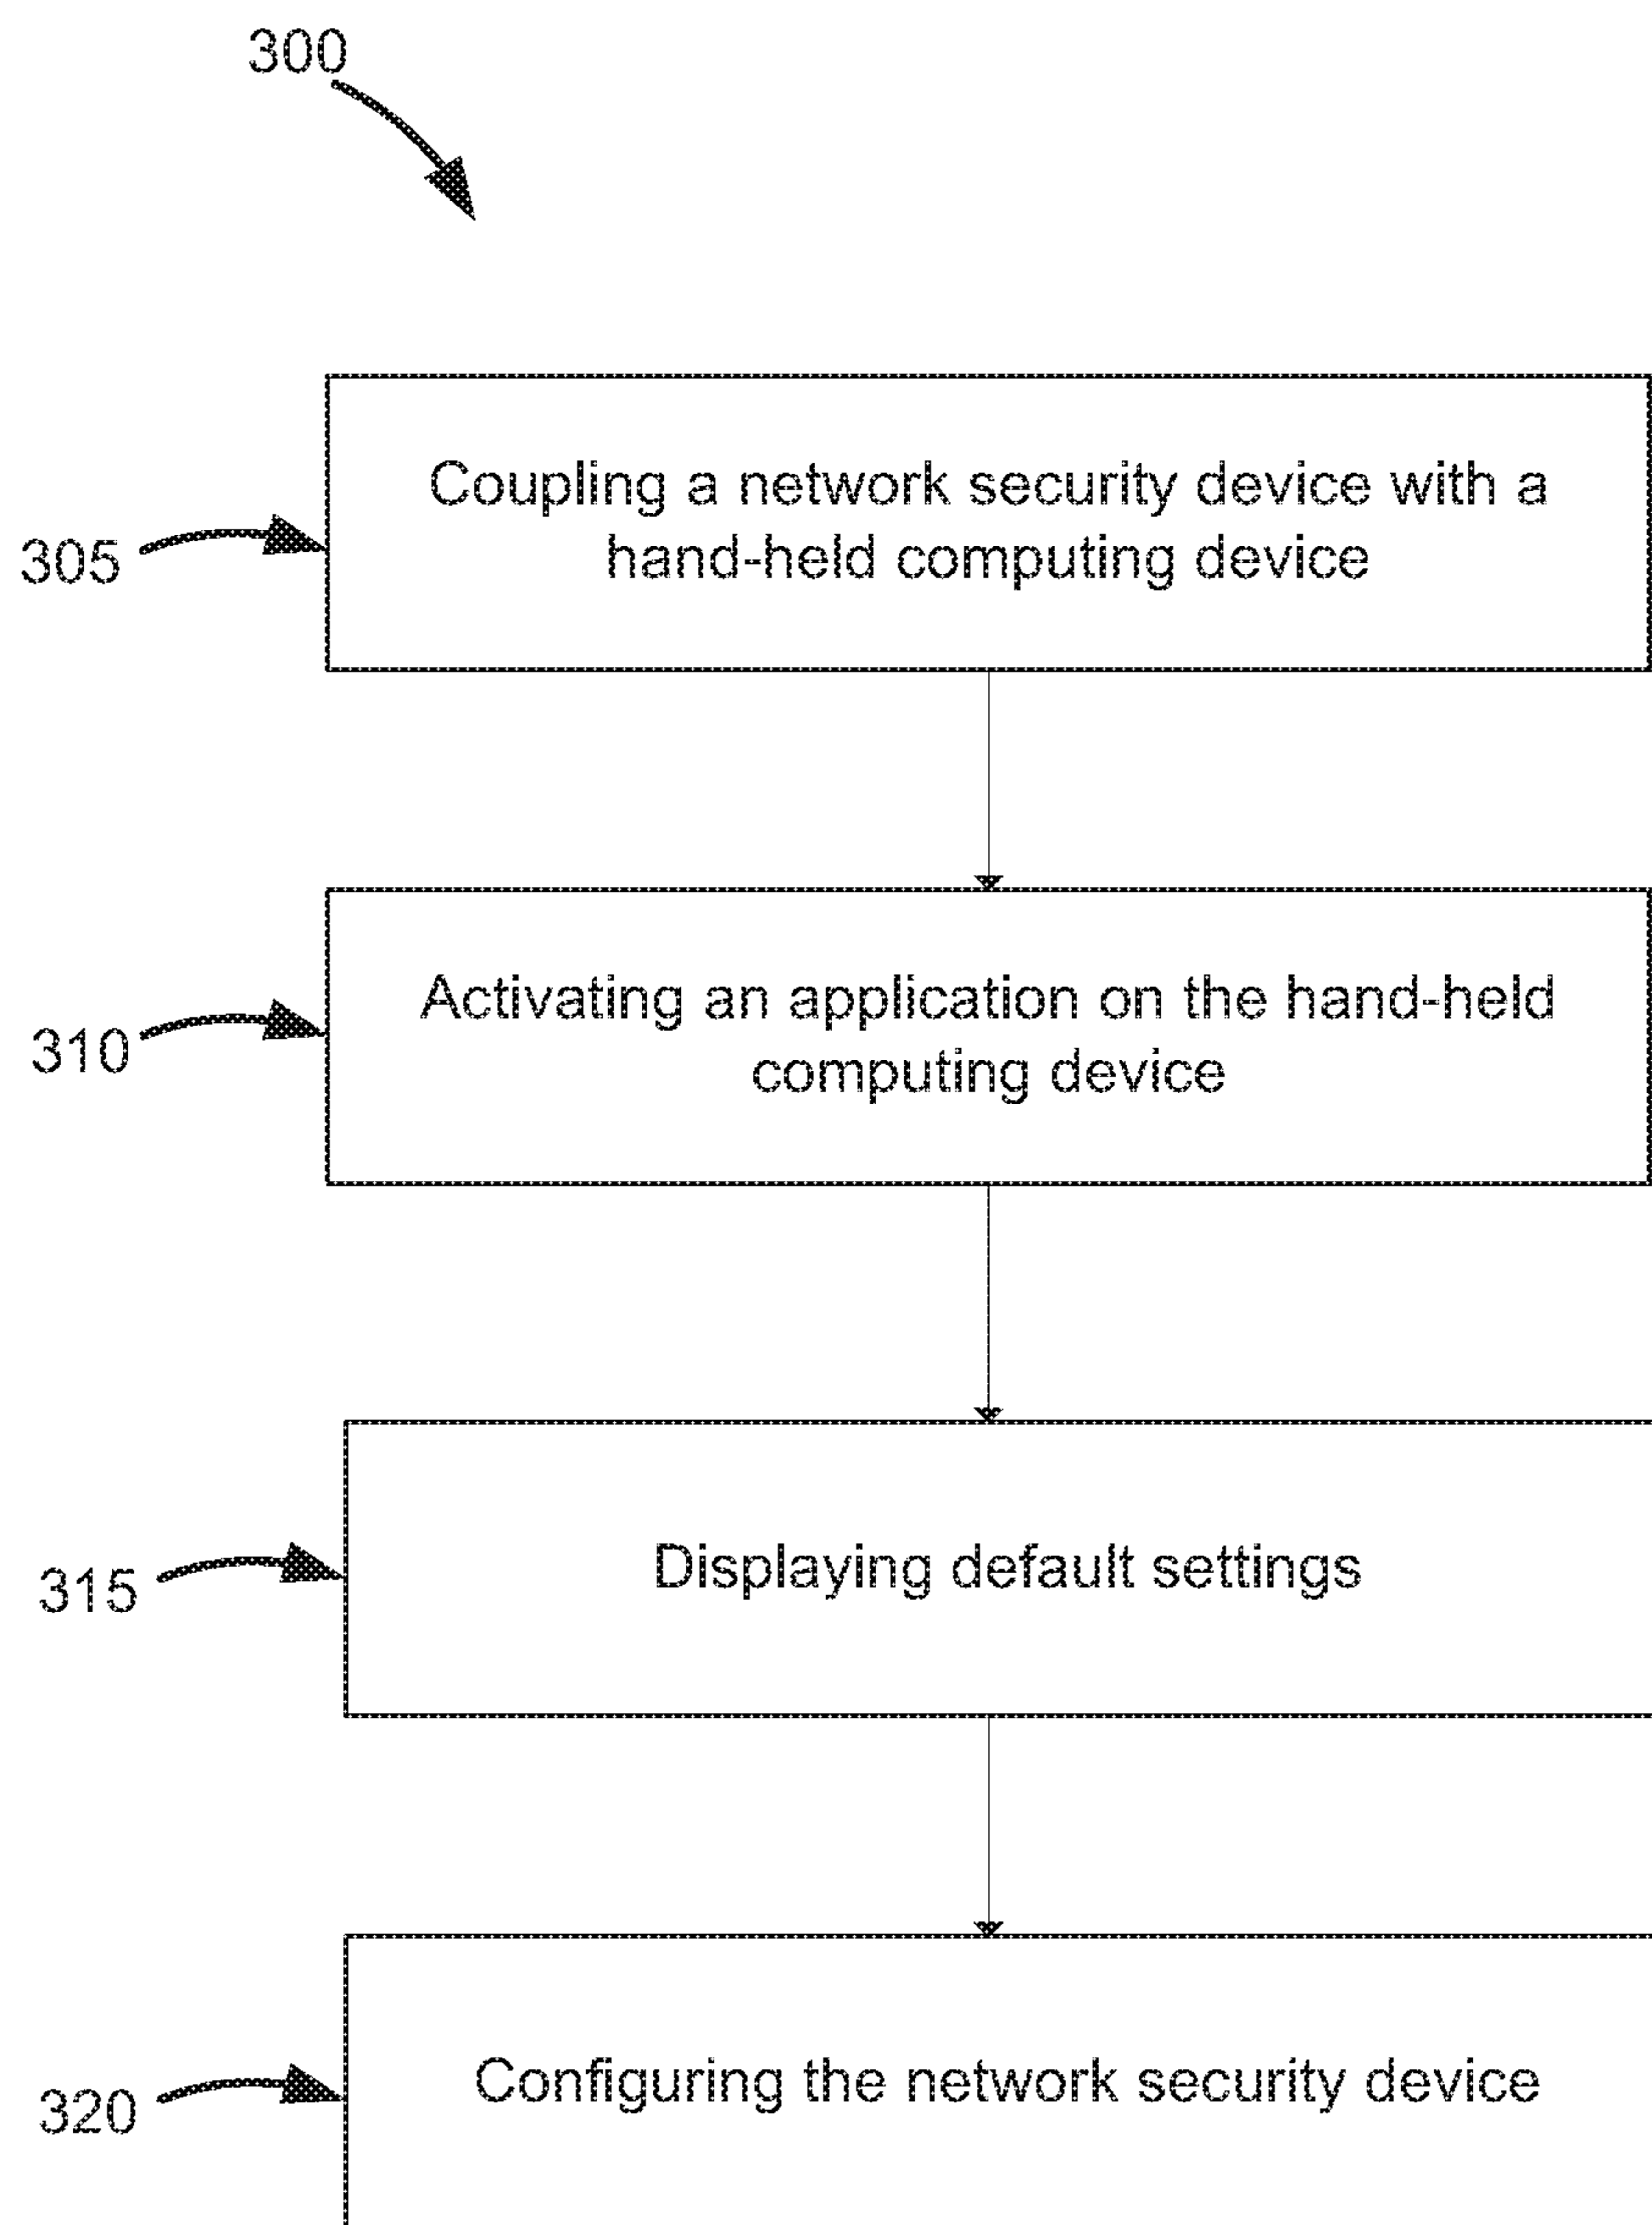 300
305
Coupling a network security device with a
hand-held computing device
310
Activating an application on the hand-held
computing device
315
Displaying default settings
320
Configuring the network security device